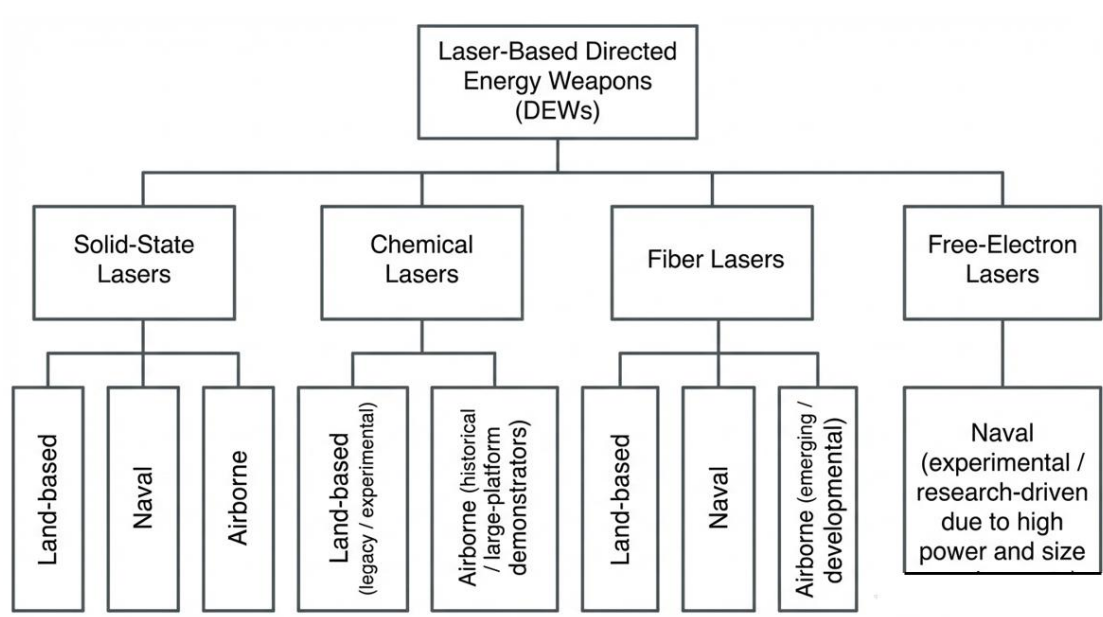 Laser-Based Directed
Energy Weapons
(DEWs)
Solid-State
Lasers
Chemical
Lasers
Fiber Lasers
Free-Electron
Lasers
Land-based
Naval
Airborne
Land-based
(legacy / experimental)
Airborne (historical
/ large-platform
demonstrators)
Land-based
Naval
Airborne (emerging /
developmental)
Naval
(experimental /
research-driven
due to high
power and size